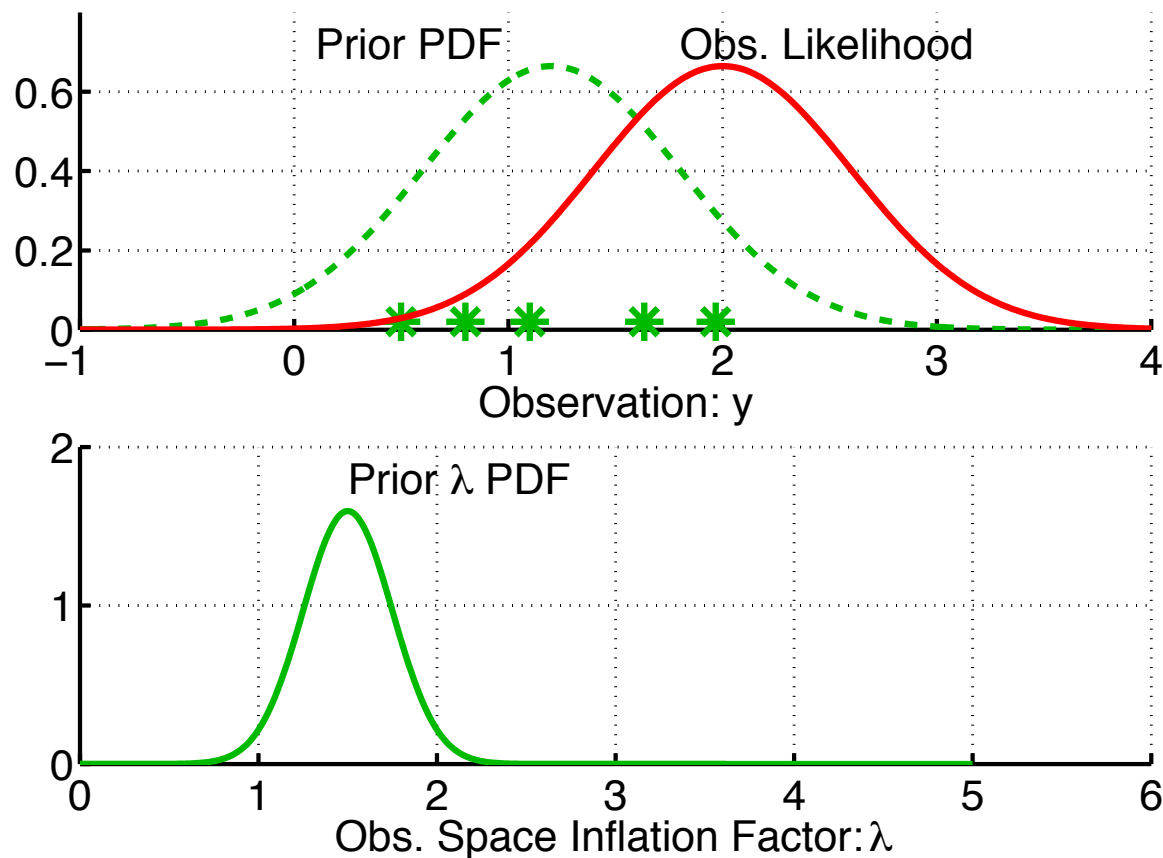 Prior PDF Obs. Likelihood
0.6
0.4
0.2
0
−1 0 1 2 3 4
Observation: y
2
Prior λ PDF
1
0
0 1 2 3 4 5 6
Obs. Space Inflation Factor: λ